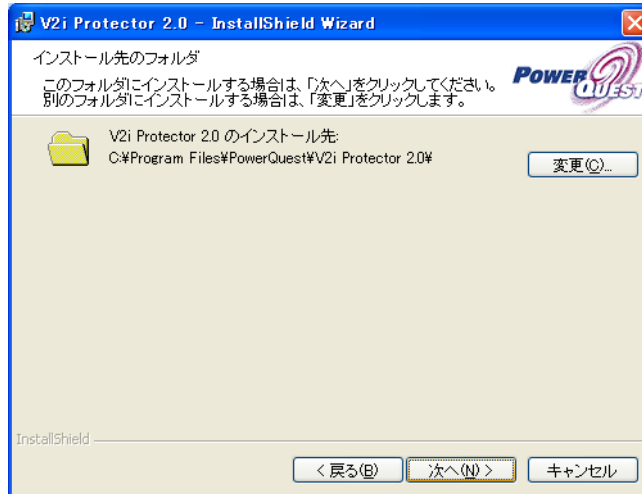 V2i Protector 2.0 - InstallShield Wizard
インストール先のフォルダ
このフォルダにインストールする場合は、「次へ」をクリックしてください。
別のフォルダにインストールする場合は、「変更」をクリックします。
POWERQUEST
V2i Protector 2.0 のインストール先:
C:¥Program Files¥PowerQuest¥V2i Protector 2.0¥
変更(C)...
InstallShield
< 戻る(B)
次へ(N) >
キャンセル